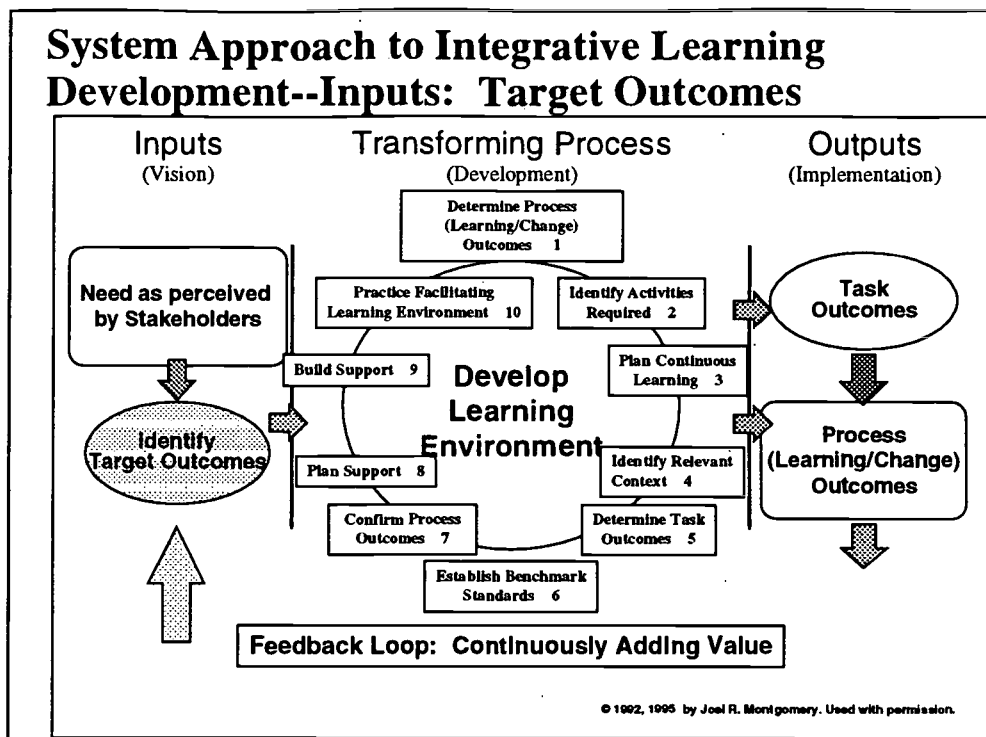 System Approach to Integrative Learning
Development--Inputs: Target Outcomes
Inputs
(Vision)
Transforming Process
(Development)
Outputs
(Implementation)
Determine Process
(Learning/Change)
Outcomes 1
Need as perceived
by Stakeholders
Practice Facilitating
Learning Environment 10
Identify Activities
Required 2
Task
Outcomes
Build Support 9
Plan Continuous
Learning 3
Develop
Learning
Environment
Identify
Target Outcomes
Process
(Learning/Change)
Outcomes
Plan Support 8
Identify Relevant
Context 4
Confirm Process
Outcomes 7
Determine Task
Outcomes 5
Establish Benchmark
Standards 6
Feedback Loop: Continuously Adding Value
© 1992, 1995 by Joel R. Montgomery. Used with permission.